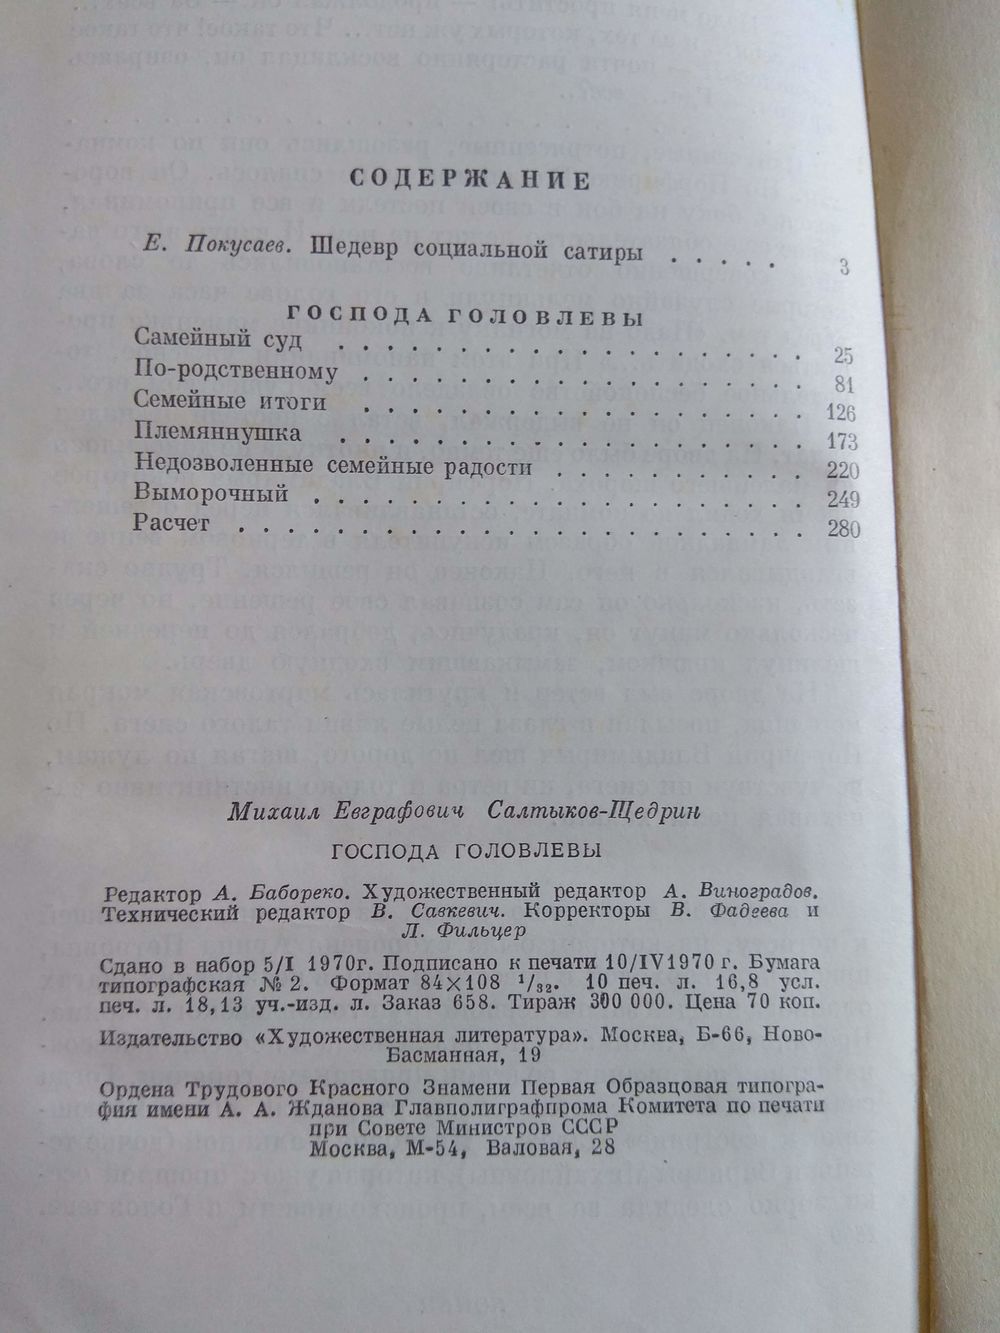 СОДЕРЖАНИЕ
Е. Покусаев. Шедевр социальной сатиры . . . . . 3
ГОСПОДА ГОЛОВЛЕВЫ
Самейный суд . . . . . . . . . . . . . . . . . 25
По-родственному . . . . . . . . . . . . . . . . 81
Семейные итоги . . . . . . . . . . . . . . . . 126
Племяннушка . . . . . . . . . . . . . . . . . 173
Недозволенные семейные радости . . . . . . . . . . 220
Выморочный . . . . . . . . . . . . . . . . . . 249
Расчет . . . . . . . . . . . . . . . . . . . . . 280
Михаил Евграфович Салтыков-Щедрин
ГОСПОДА ГОЛОВЛЕВЫ
Редактор А. Бабореко. Художественный редактор А. Виноградов.
Технический редактор В. Савкевич. Корректоры В. Фадеева и
Л. Фильцер
Сдано в набор 5/I 1970г. Подписано к печати 10/IV1970 г. Бумага
типографская № 2. Формат 84×108 1/32. 10 печ. л. 16,8 усл.
печ. л. 18,13 уч.-изд. л. Заказ 658. Тираж 300 000. Цена 70 коп.
Издательство «Художественная литература». Москва, Б-66, Ново-
Басманная, 19
Ордена Трудового Красного Знамени Первая Образцовая типогра-
фия имени А. А. Жданова Главполиграфпрома Комитета по печати
при Совете Министров СССР
Москва, М-54, Валовая, 28